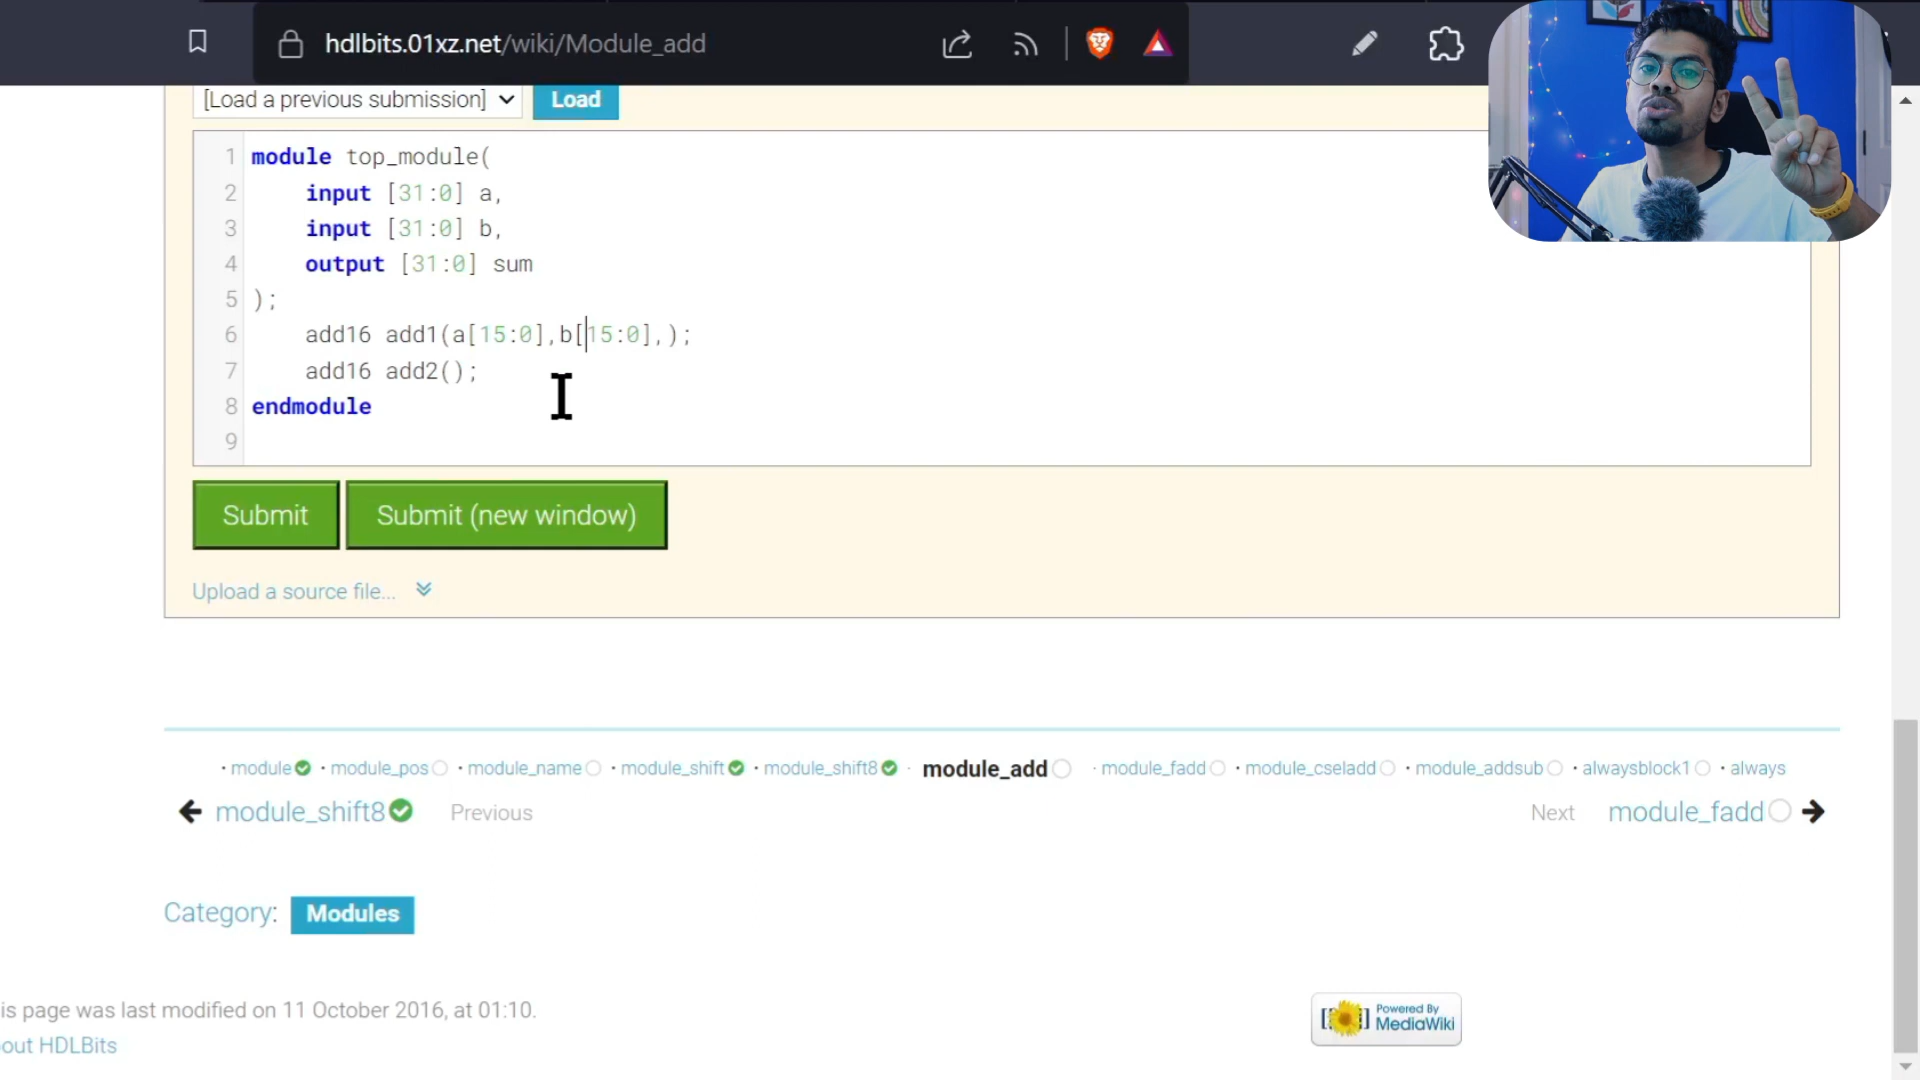 hdlbits.01xz.net/wiki/Module_add
[Load a previous submission] Load
1 module top_module(
2 input [31:0] a,
3 input [31:0] b,
4 output [31:0] sum
5 );
6 add16 add1(a[15:0],b[15:0],);
7 add16 add2();
8 endmodule
9
Submit Submit (new window)
Upload a source file...
· module · module_pos · module_name · module_shift · module_shift8 · module_add · module_fadd · module_cseladd · module_addsub · alwaysblock1 · always
module_shift8 Previous Next module_fadd
Category: Modules
is page was last modified on 11 October 2016, at 01:10.
Powered By
MediaWiki
out HDLBits